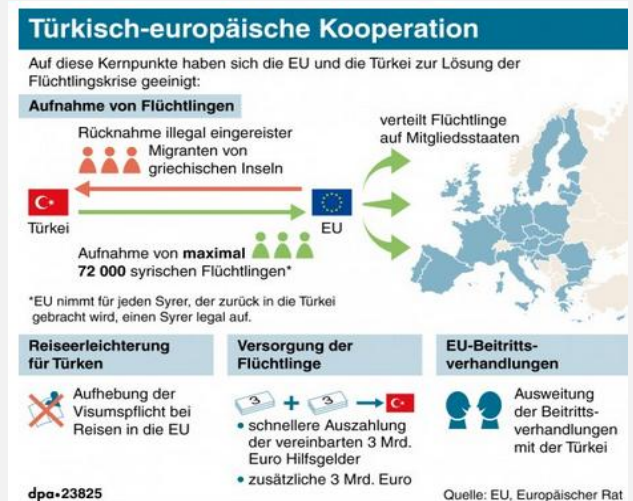 Türkisch-europäische Kooperation
Auf diese Kernpunkte haben sich die EU und die Türkei zur Lösung der
Flüchtlingskrise geeinigt:
Aufnahme von Flüchtlingen
Rücknahme illegal eingereister
Migranten von
griechischen Inseln
verteilt Flüchtlinge
auf Mitgliedsstaaten
Türkei
EU
Aufnahme von maximal
72 000 syrischen Flüchtlingen*
*EU nimmt für jeden Syrer, der zurück in die Türkei
gebracht wird, einen Syrer legal auf.
Reiseerleichterung
für Türken
Aufhebung der
Visumspflicht bei
Reisen in die EU
Versorgung der
Flüchtlinge
3 + 3
• schnellere Auszahlung
der vereinbarten 3 Mrd.
Euro Hilfsgelder
• zusätzliche 3 Mrd. Euro
EU-Beitritts-
verhandlungen
Ausweitung
der Beitritts-
verhandlungen
mit der Türkei
dpa•23825
Quelle: EU, Europäischer Rat